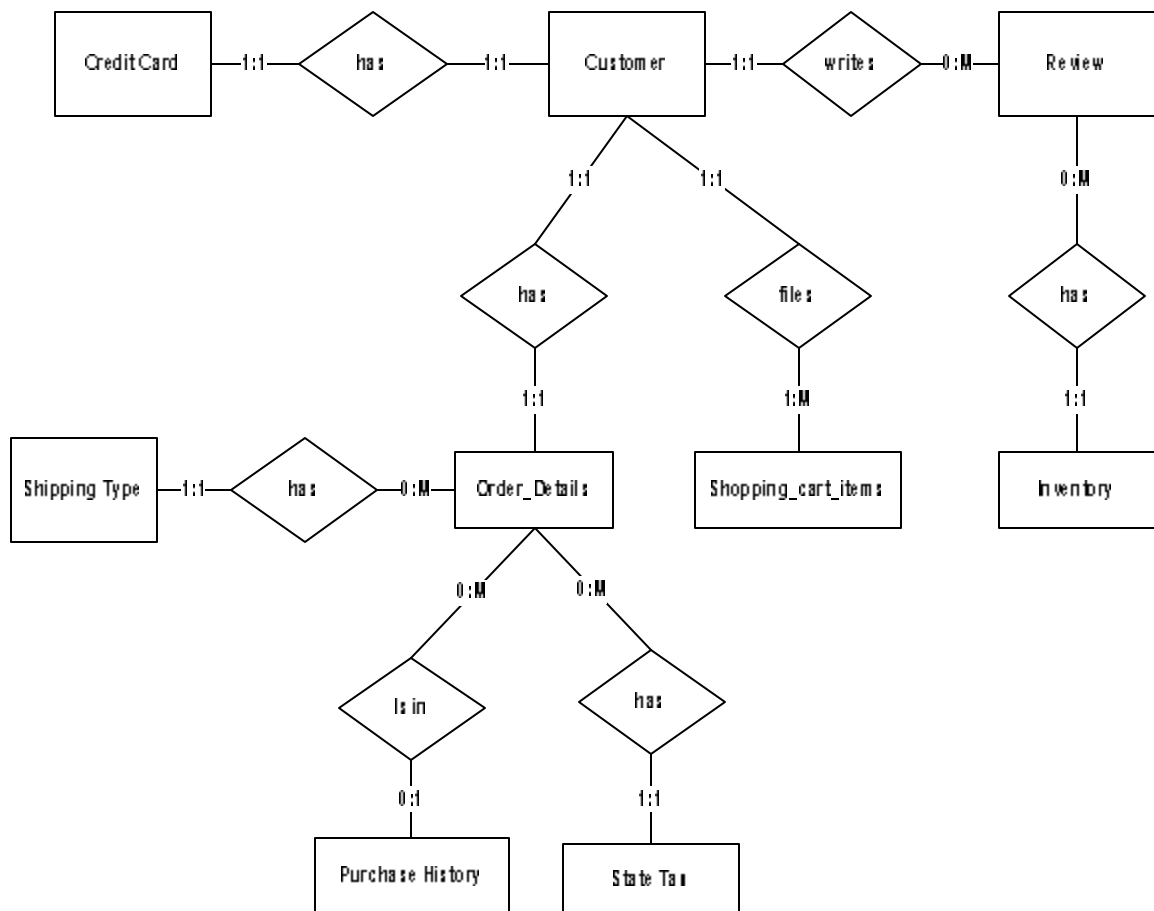 Credit Card
1:1
has
1:1
Customer
1:1
writes
0:M
Review
1:1
1:1
0:M
has
files
has
1:1
1:M
1:1
Shipping Type
1:1
has
0:M
Order_Details
Shopping_cart_items
Inventory
0:M
0:M
Is in
has
0:1
1:1
Purchase History
State Tax